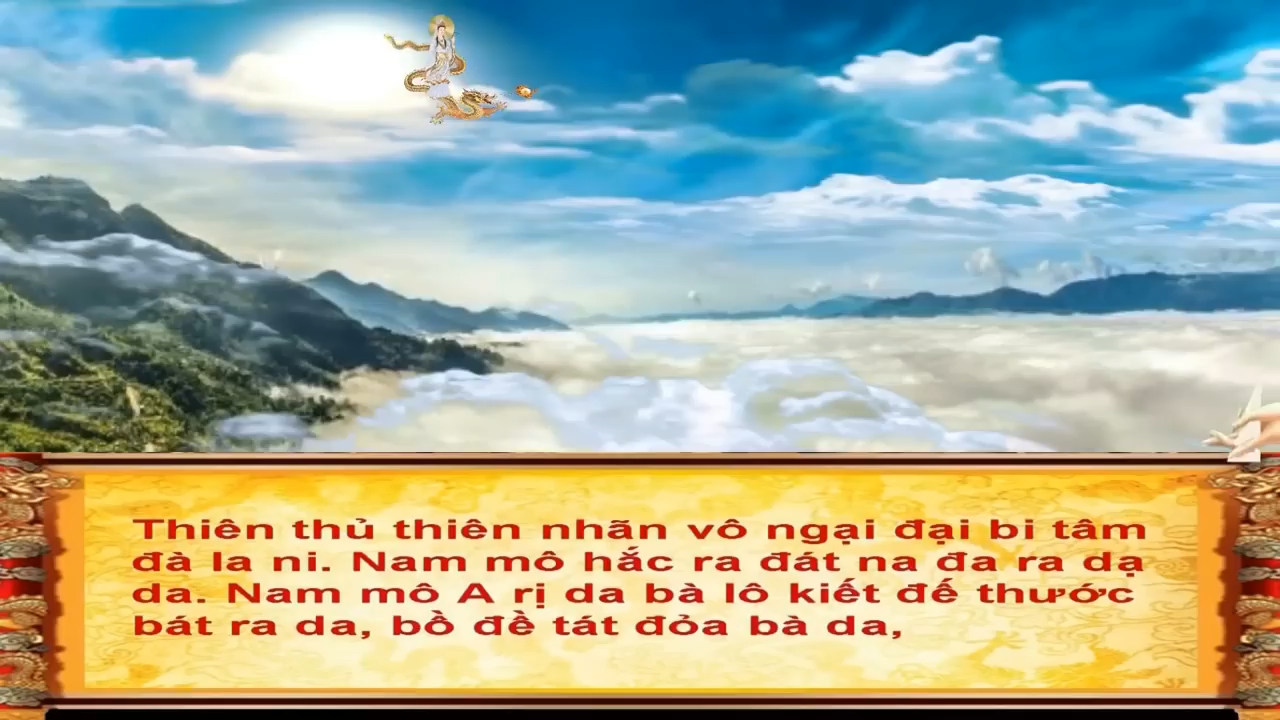 Thiên thủ thiên nhãn vô ngại đại bi tâm
đà la ni. Nam mô hắc ra đát na đa ra dạ
da. Nam mô A rị da bà lô kiết đế thước
bát ra da, bồ đề tát đỏa bà da,